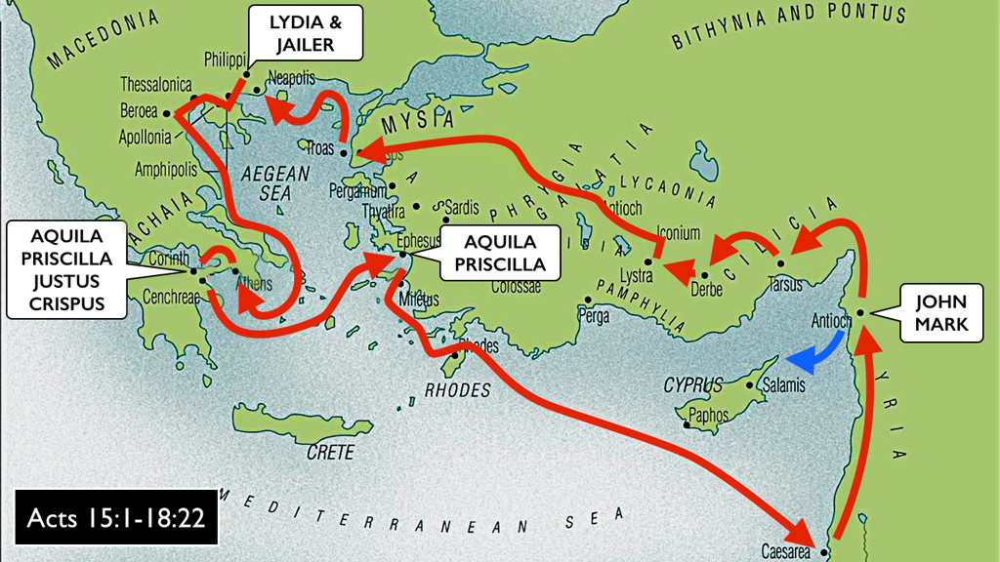 MACEDONIA
LYDIA &
JAILER
BITHYNIA AND PONTUS
Philippi
Neapolis
Thessalonica
Beroea
Apollonia
MYSIA
Troas
Amphipolis
AEGEAN
SEA
Pergamum
Thyatira
Sardis
PHRYGIA
GALATIA
LYCAONIA
CILICIA
ACHAIA
AQUILA
PRISCILLA
JUSTUS
CRISPUS
Corinth
Cenchreae
Athens
Ephesus
AQUILA
PRISCILLA
Antioch
Iconium
Lystra
Derbe
Tarsus
Colossae
Miletus
PAMPHYLIA
Perga
Antioch
JOHN
MARK
Rhodes
RHODES
CYPRUS
Salamis
Paphos
YRIA
CRETE
MEDITERRANEAN SEA
Acts 15:1-18:22
Caesarea